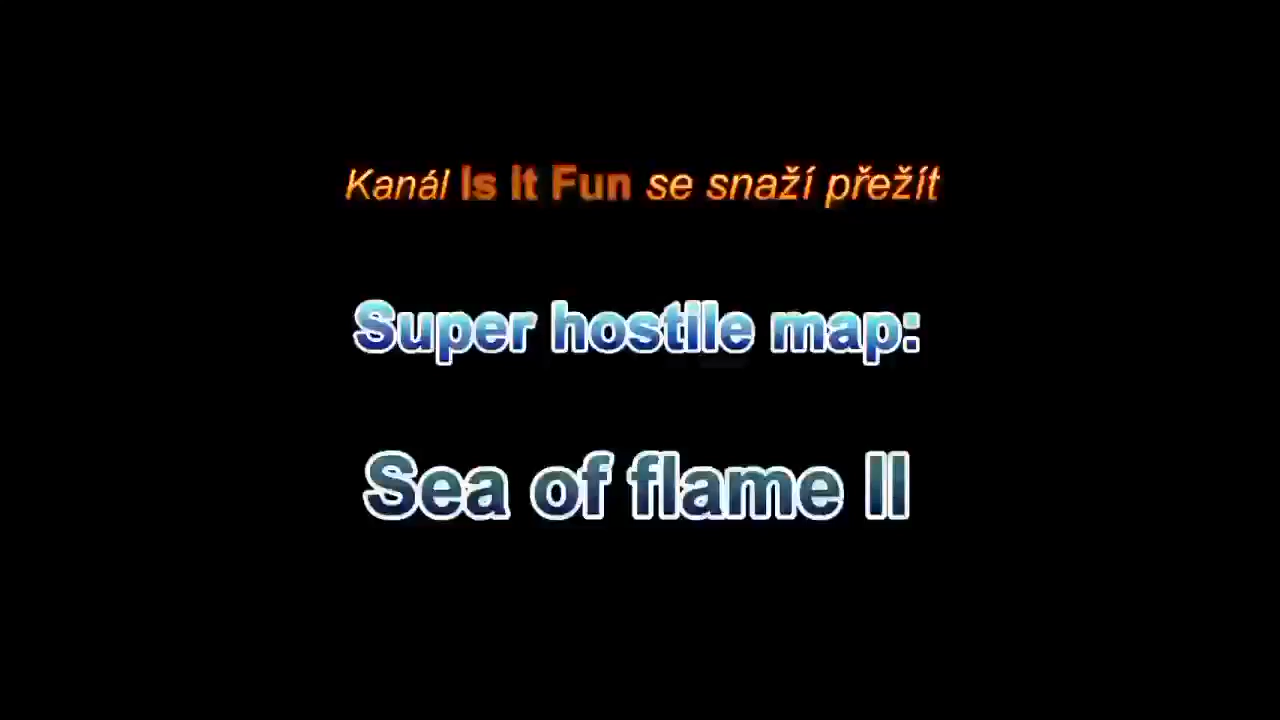 Kanál Is It Fun se snaží přežít
Super hostile map:
Sea of flame II